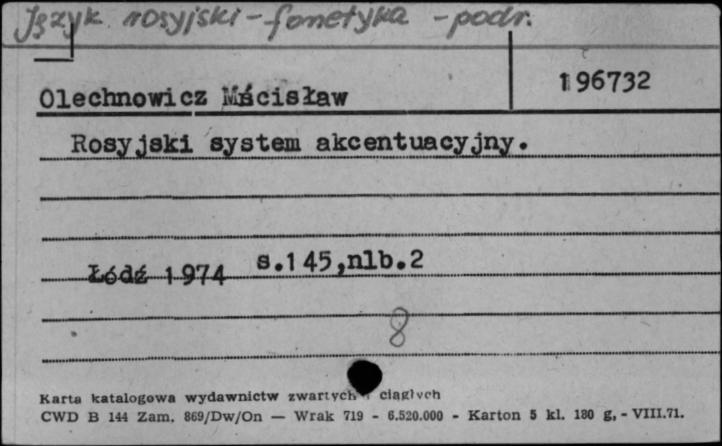 Język rosyjski - fonetyka - podr.
196732
Olechnowicz Mścisław
Rosyjski system akcentuacyjny.
Łódź 1974 s.145,nlb.2
8
Karta katalogowa wydawnictw zwartych i ciągłych
CWD B 144 Zam. 869/Dw/On — Wrak 719 - 6.520.000 - Karton 5 kl. 180 g, - VIII.71.